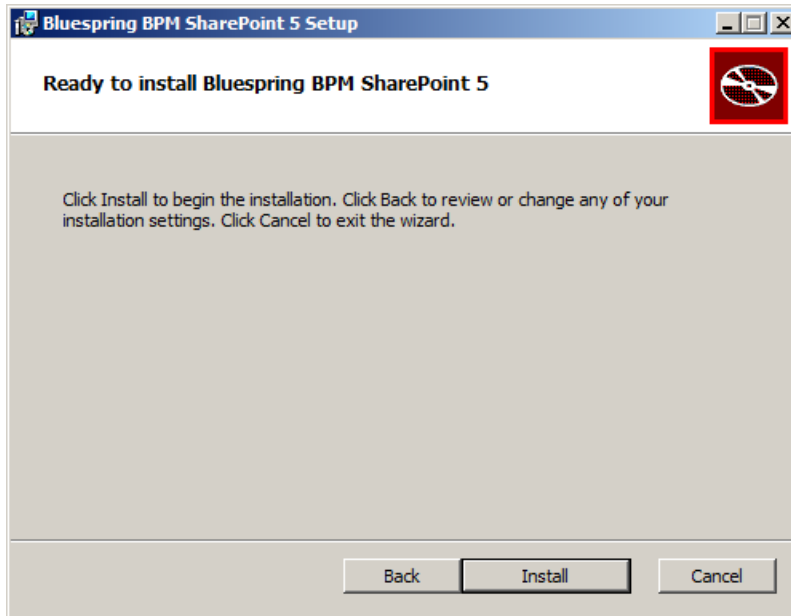 Bluespring BPM SharePoint 5 Setup
Ready to install Bluespring BPM SharePoint 5
Click Install to begin the installation. Click Back to review or change any of your
installation settings. Click Cancel to exit the wizard.
Back Install Cancel